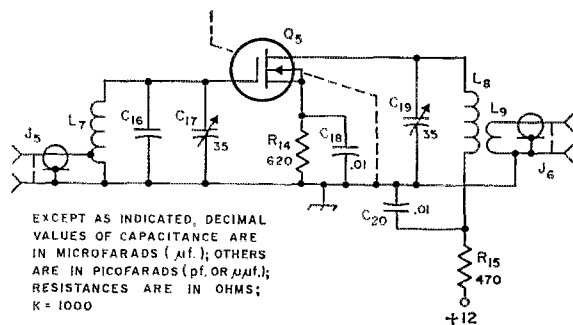 Q5
L7
C16
C17
35
J5
R14
620
C18
.01
C19
35
L8
L9
J6
C20
.01
R15
470
+12
EXCEPT AS INDICATED, DECIMAL
VALUES OF CAPACITANCE ARE
IN MICROFARADS (µf.); OTHERS
ARE IN PICOFARADS (pf. OR µµf.);
RESISTANCES ARE IN OHMS;
K = 1000